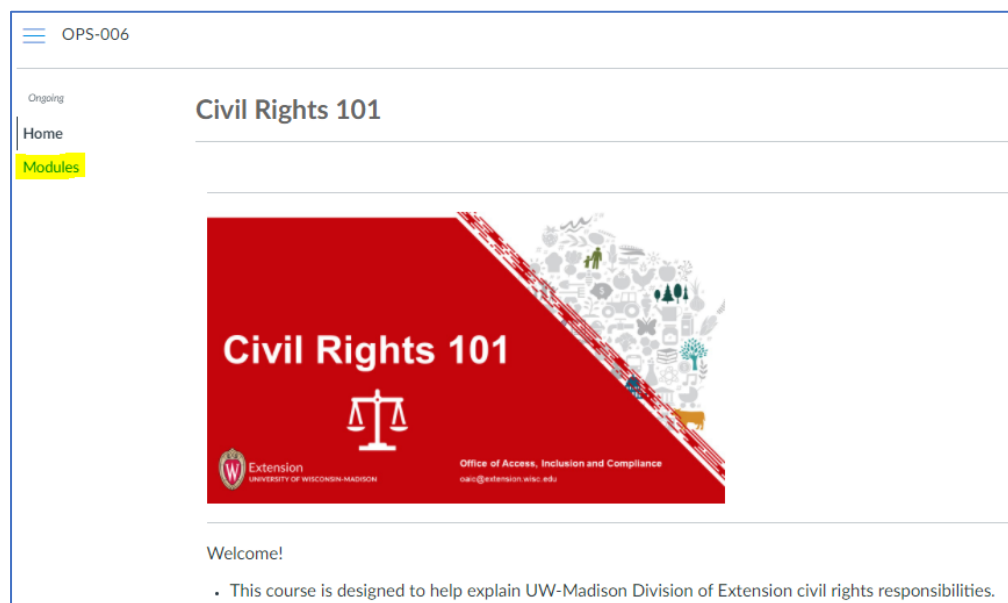 OPS-006
Ongoing
Home
Modules
Civil Rights 101
Civil Rights 101
W
Extension
UNIVERSITY OF WISCONSIN-MADISON
Office of Access, Inclusion and Compliance
oaic@extension.wisc.edu
Welcome!
• This course is designed to help explain UW-Madison Division of Extension civil rights responsibilities.